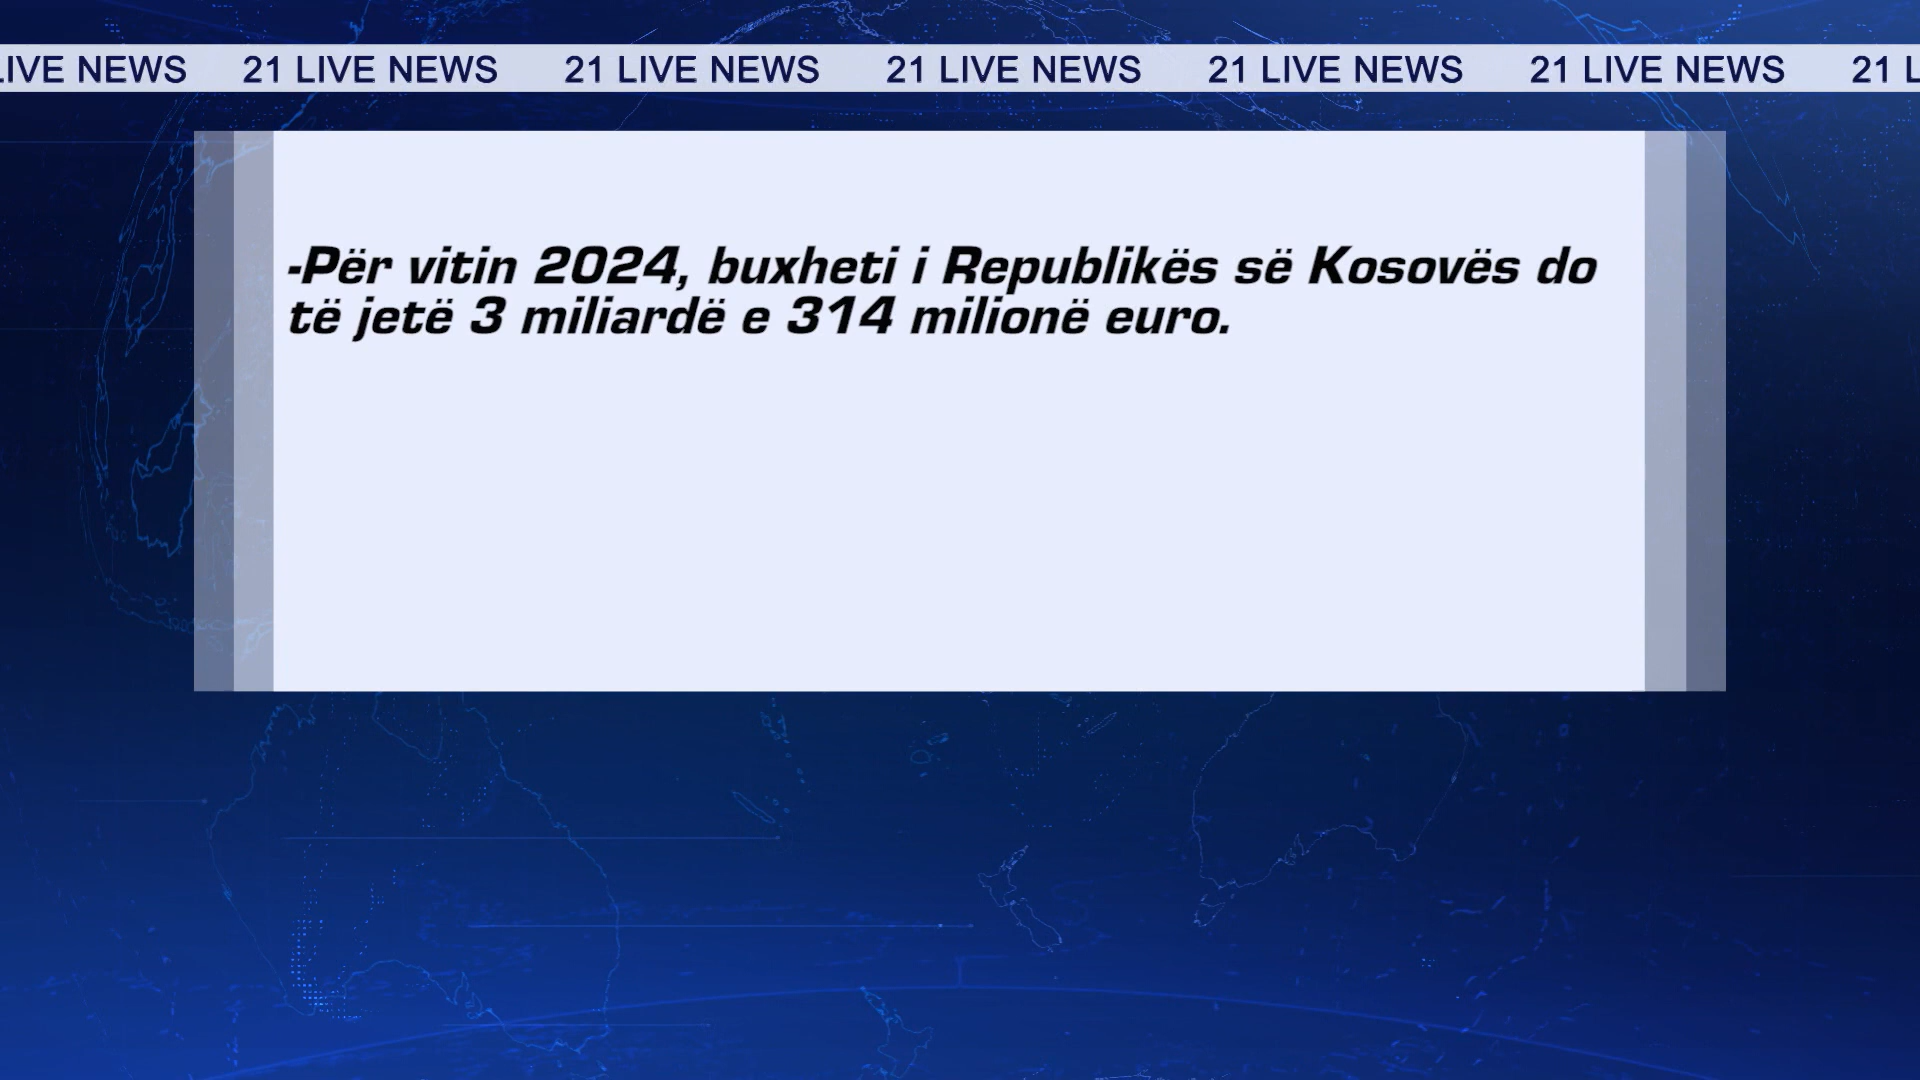 LIVE NEWS 21 LIVE NEWS 21 LIVE NEWS 21 LIVE NEWS 21 LIVE NEWS 21 LIVE NEWS 21 L
-Për vitin 2024, buxheti i Republikës së Kosovës do
të jetë 3 miliardë e 314 milionë euro.